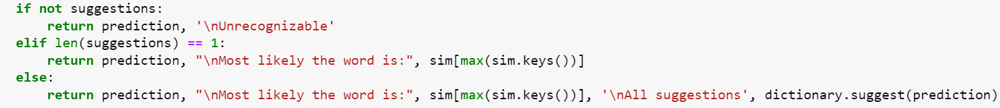 if not suggestions:
    return prediction, '\nUnrecognizable'
elif len(suggestions) == 1:
    return prediction, "\nMost likely the word is:", sim[max(sim.keys())]
else:
    return prediction, "\nMost likely the word is:", sim[max(sim.keys())], '\nAll suggestions', dictionary.suggest(prediction)